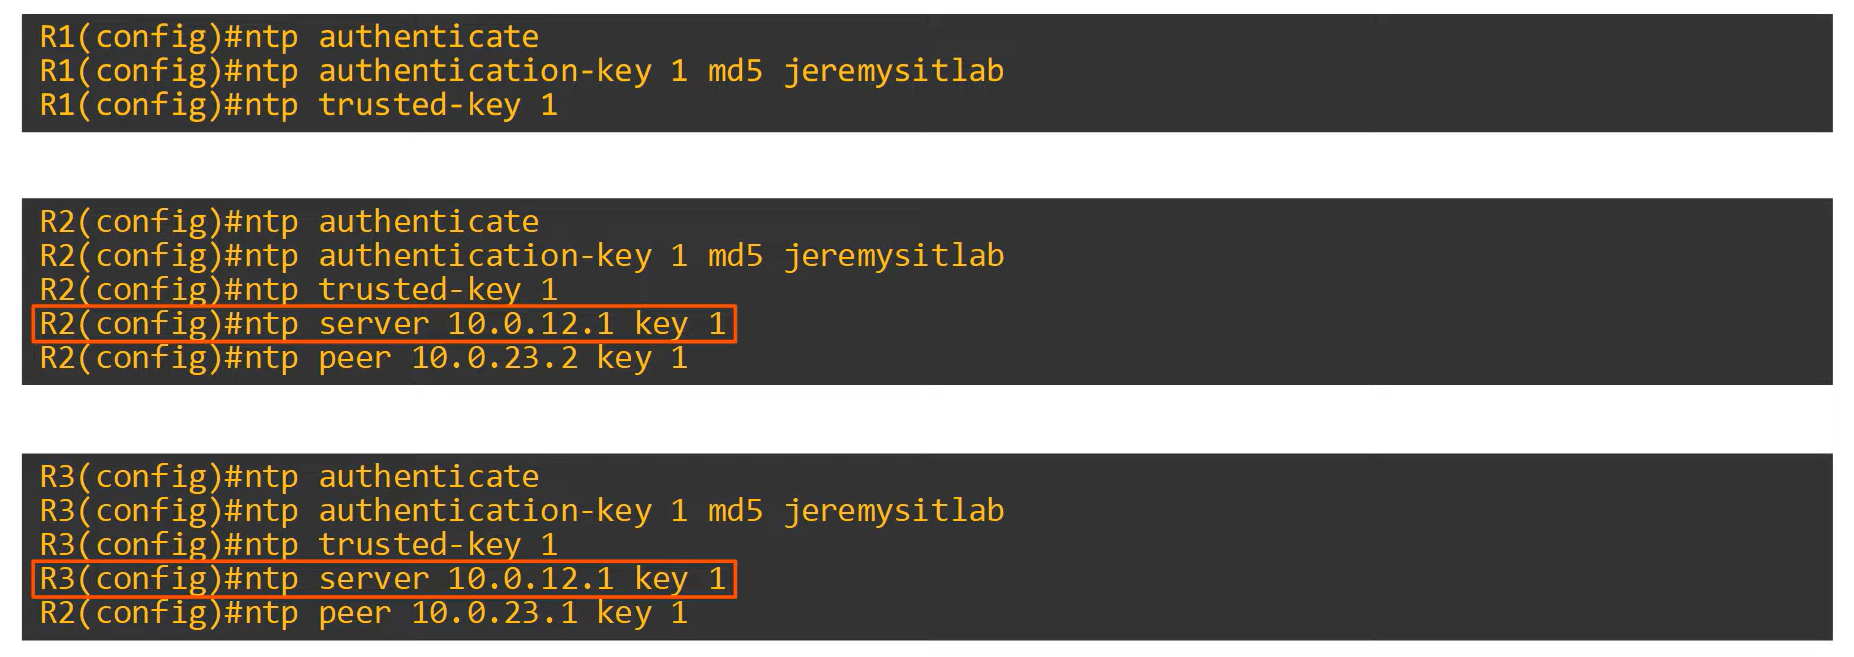 R1(config)#ntp authenticate
R1(config)#ntp authentication-key 1 md5 jeremysitlab
R1(config)#ntp trusted-key 1
R2(config)#ntp authenticate
R2(config)#ntp authentication-key 1 md5 jeremysitlab
R2(config)#ntp trusted-key 1
R2(config)#ntp server 10.0.12.1 key 1
R2(config)#ntp peer 10.0.23.2 key 1
R3(config)#ntp authenticate
R3(config)#ntp authentication-key 1 md5 jeremysitlab
R3(config)#ntp trusted-key 1
R3(config)#ntp server 10.0.12.1 key 1
R2(config)#ntp peer 10.0.23.1 key 1